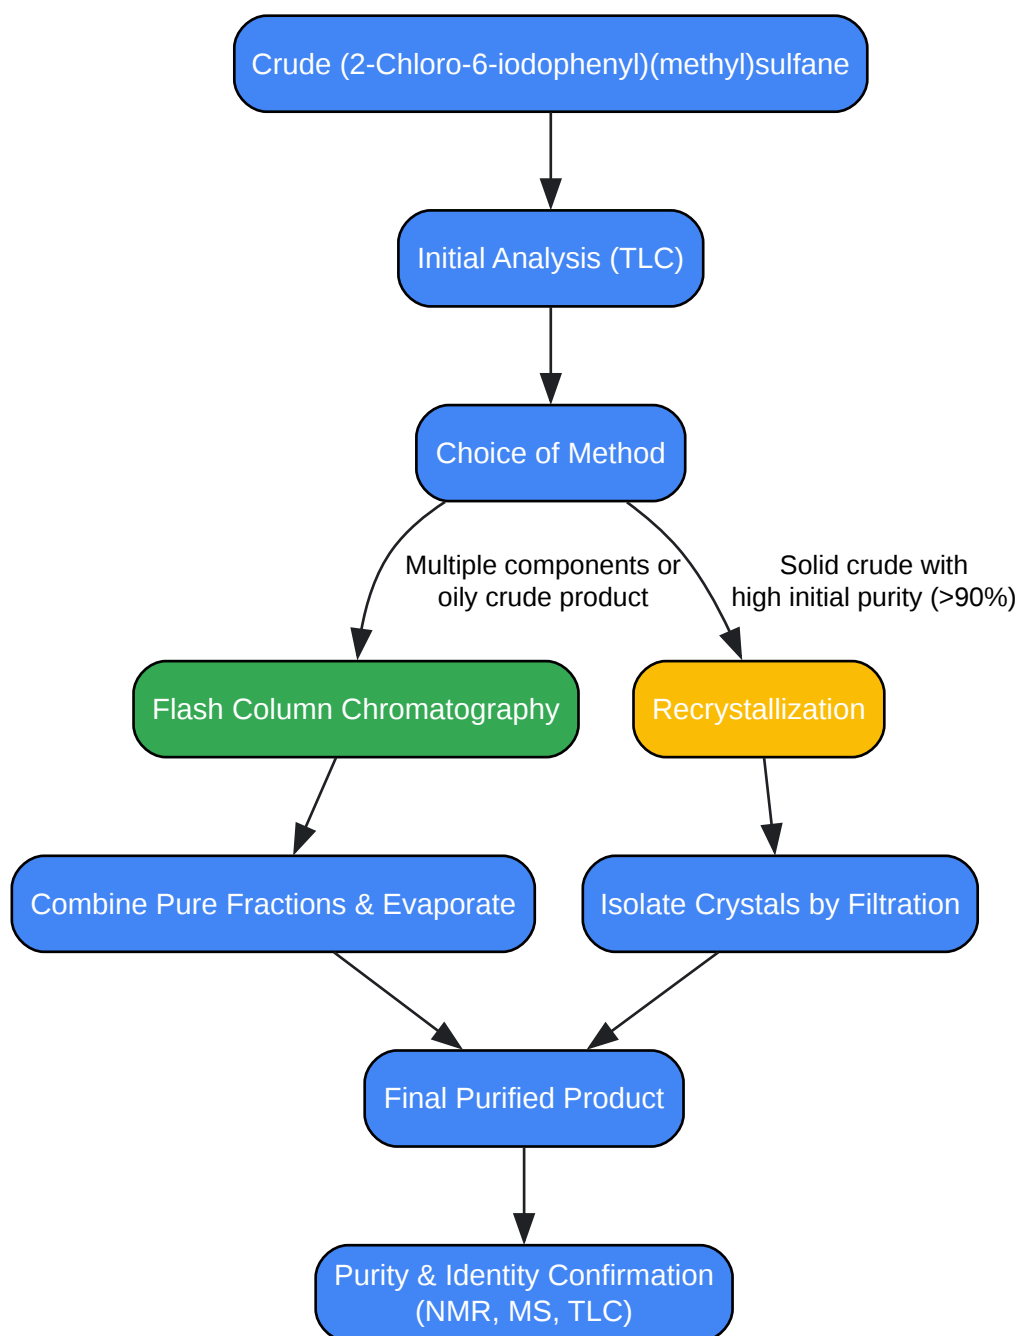 Crude (2-Chloro-6-iodophenyl)(methyl)sulfane
Initial Analysis (TLC)
Choice of Method
Multiple components or
oily crude product
Solid crude with
high initial purity (>90%)
Flash Column Chromatography
Recrystallization
Combine Pure Fractions & Evaporate
Isolate Crystals by Filtration
Final Purified Product
Purity & Identity Confirmation
(NMR, MS, TLC)